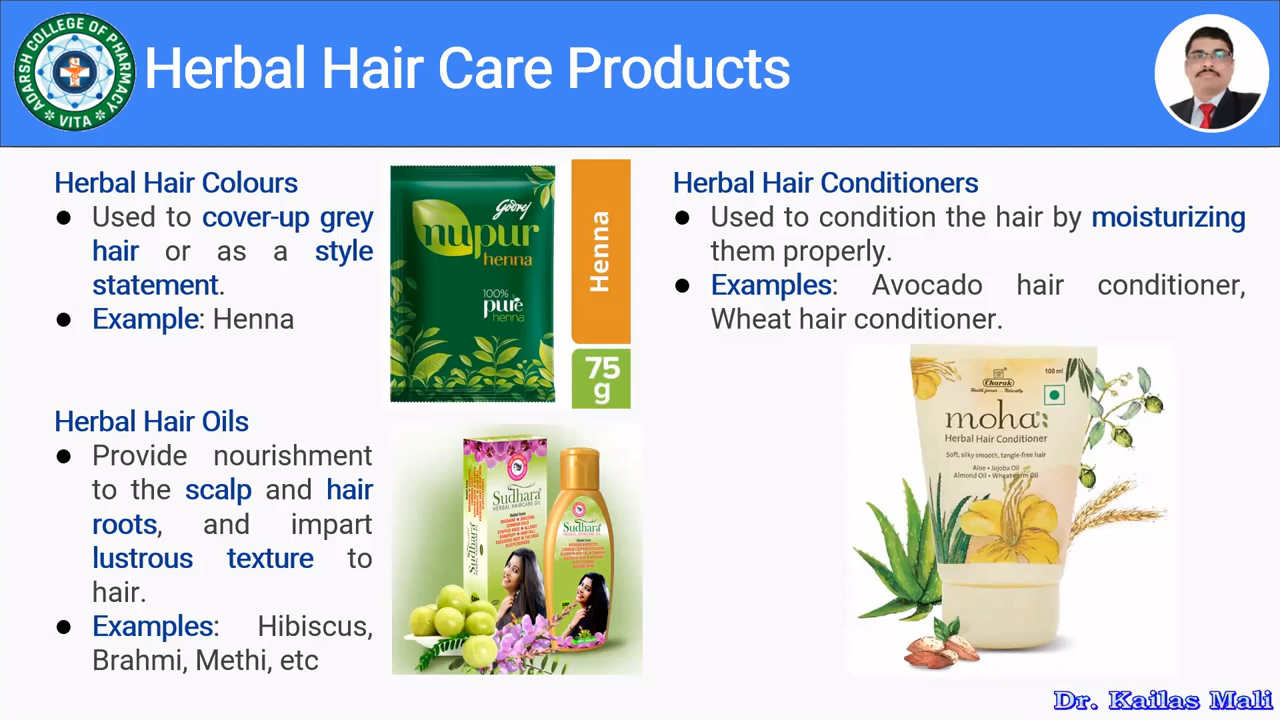 ADARSH COLLEGE OF PHARMACY
VITA
Herbal Hair Care Products
Herbal Hair Colours
● Used to cover-up grey
hair or as a style
statement.
● Example: Henna
Godrej
nupur
henna
100%
pure
henna
Henna
75
g
Herbal Hair Oils
● Provide nourishment
to the scalp and hair
roots, and impart
lustrous texture to
hair.
● Examples: Hibiscus,
Brahmi, Methi, etc
Sudhara
HERBAL HAIRCARE OIL
Sudhara
Sudhara
Herbal Hair Conditioners
● Used to condition the hair by moisturizing
them properly.
● Examples: Avocado hair conditioner,
Wheat hair conditioner.
Charak
100 ml
moha:
Herbal Hair Conditioner
Soft, silky smooth, tangle-free hair
Aloe • Jojoba Oil
Almond Oil • Wheatgerm Oil
Dr. Kailas Mali